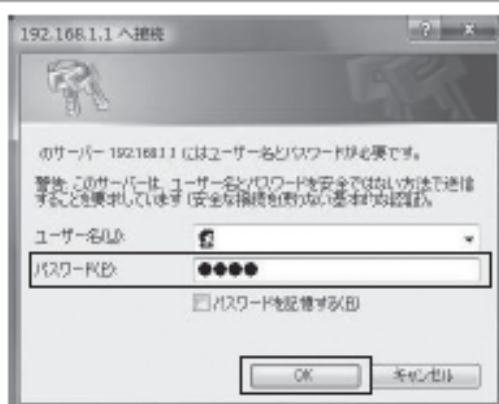 192.168.1.1 へ接続
のサーバー 192.168.1.1 にはユーザー名とパスワードが必要です。
警告: このサーバーは、ユーザー名とパスワードを安全ではない方法で送信
することを要求しています (安全な接続を使わない基本的な認証)。
ユーザー名(U):
パスワード(P):
●●●●
パスワードを記憶する(R)
OK
キャンセル